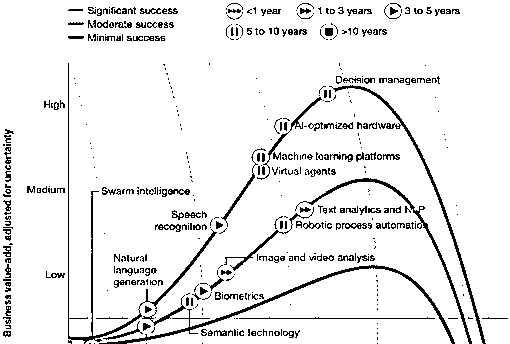 Significant success
Moderate success
Minimal success
<1 year
1 to 3 years
3 to 5 years
5 to 10 years
>10 years
Business value-add, adjusted for uncertainty
High
Medium
Low
Decision management
AI-optimized hardware
Machine learning platforms
Virtual agents
Swarm intelligence
Speech
recognition
Text analytics and NLP
Robotic process automation
Natural
language
generation
Image and video analysis
Biometrics
Semantic technology